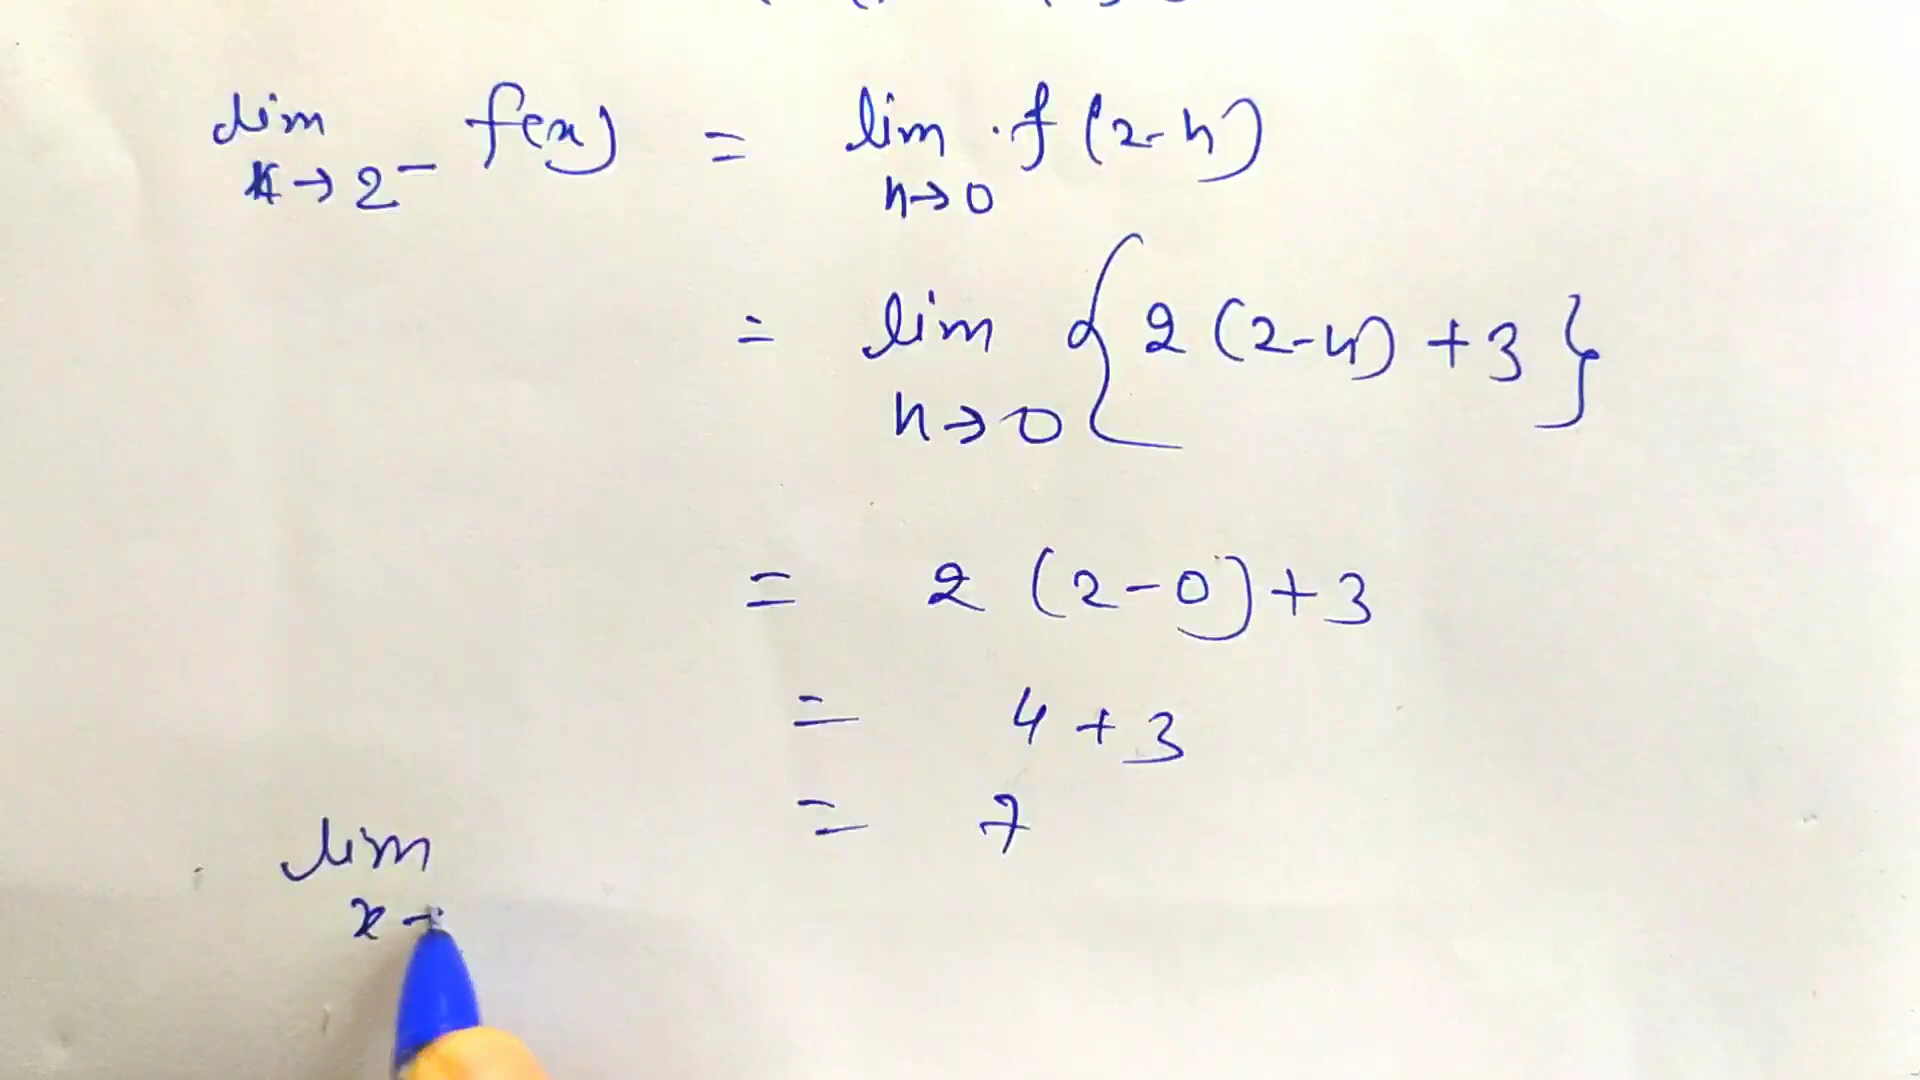 lim f(x) = lim f(2-h)
x→2⁻ h→0
= lim {2(2-h)+3}
h→0
= 2(2-0)+3
= 4+3
= 7
lim
x→